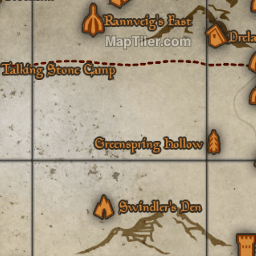 Rannveig's Fast
MapTiler.com
Talking Stone Camp
Greenspring Hollow
Swindler's Den